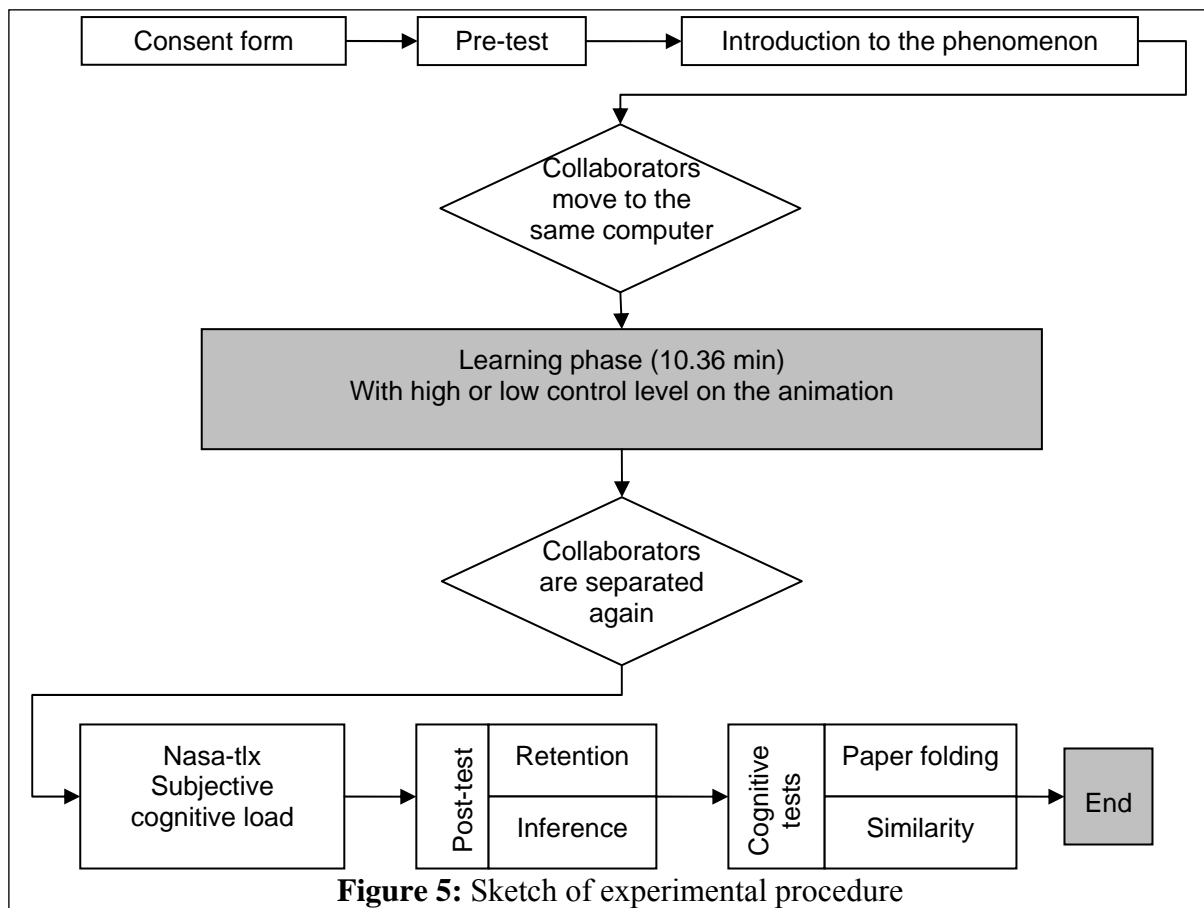 Consent form
Pre-test
Introduction to the phenomenon
Collaborators
move to the
same computer
Learning phase (10.36 min)
With high or low control level on the animation
Collaborators
are separated
again
Nasa-tlx
Subjective
cognitive load
Post-test
Retention
Inference
Cognitive
tests
Paper folding
Similarity
End
Figure 5: Sketch of experimental procedure